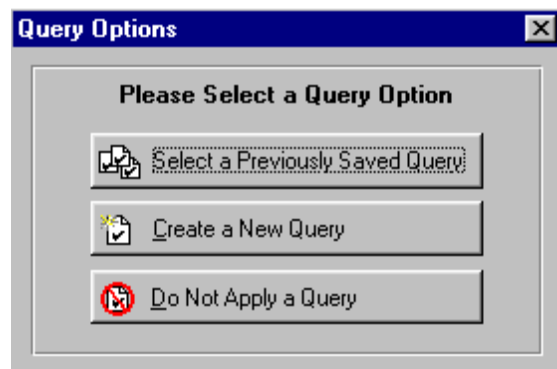 Query Options
Please Select a Query Option
Select a Previously Saved Query
Create a New Query
Do Not Apply a Query